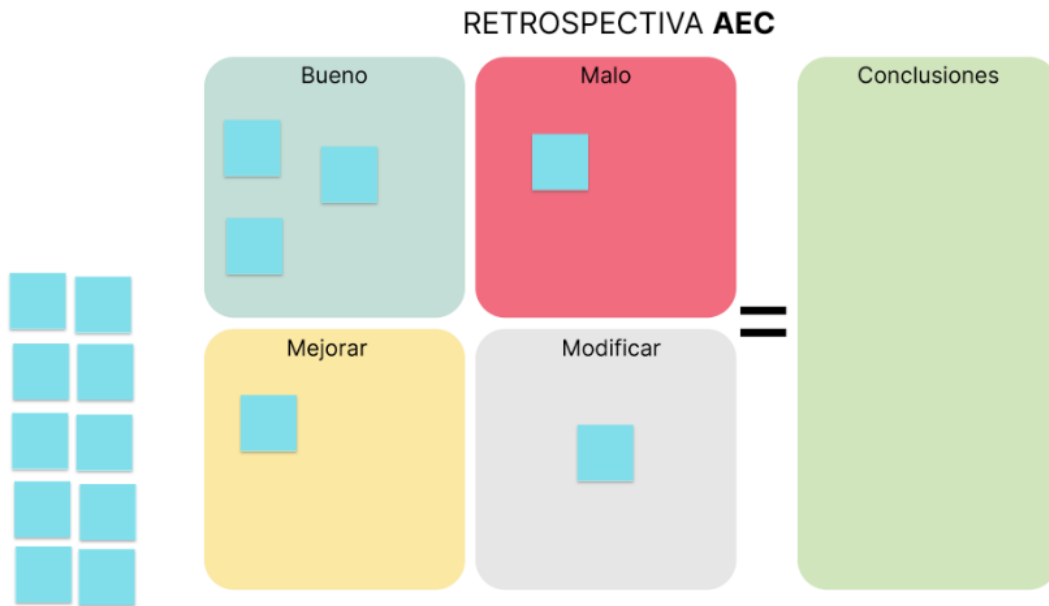 RETROSPECTIVA AEC
Bueno
Malo
Conclusiones
=
Mejorar
Modificar